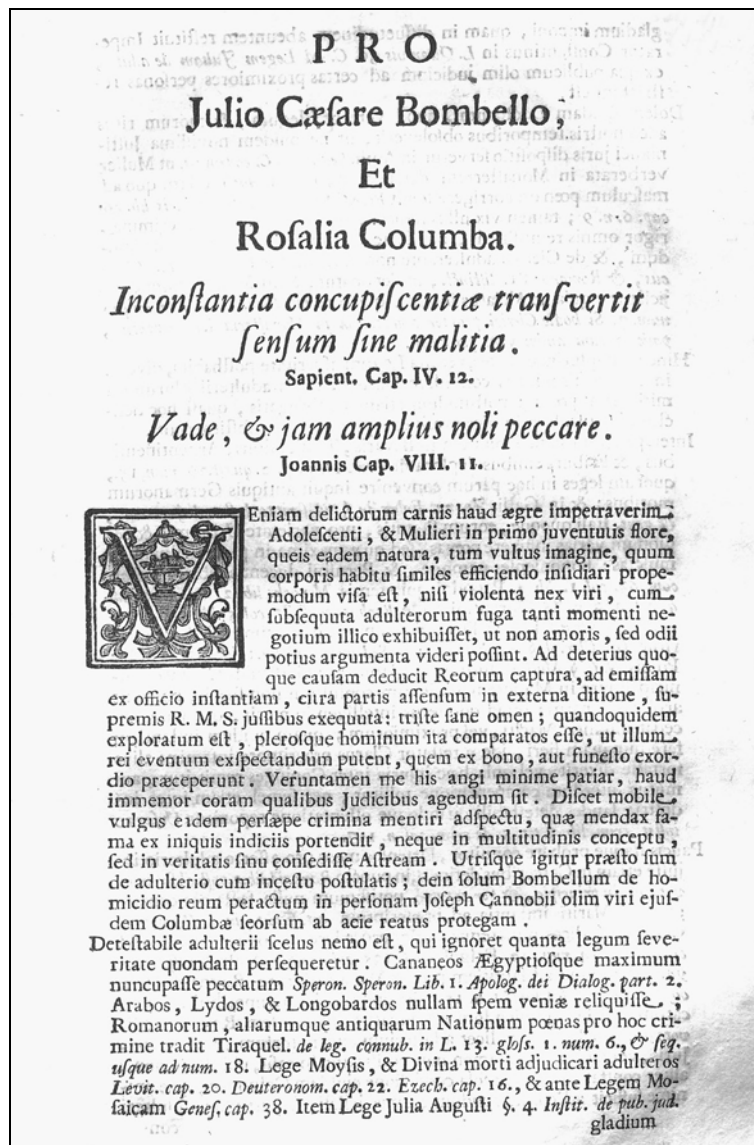 PRO
Julio Cæſare Bombello,
Et
Roſalia Columba.
Inconſtantia concupiſcentiæ tranſvertit
ſenſum ſine malitia.
Sapient. Cap. IV. 12.
Vade, & jam amplius noli peccare.
Joannis Cap. VIII. 11.
VEniam delictorum carnis haud ægre impetraverim
Adoleſcenti, & Mulieri in primo juventutis flore,
queis eadem natura, tum vultus imagine, quum
corporis habitu ſimiles efficiendo inſidiari prope-
modum viſa eſt, niſi violenta nex viri, cum
ſubſequuta adulterorum fuga tanti momenti ne-
gotium illico exhibuiſſet, ut non amoris, ſed odii
potius argumenta videri poſſint. Ad deterius quo-
que cauſam deducit Reorum captura, ad emiſſam
ex officio inſtantiam, citra partis aſſenſum in externa ditione, ſu-
premis R. M. S. juſſibus exequuta: triſte ſane omen; quandoquidem
exploratum eſt, pleroſque hominum ita comparatos eſſe, ut illum
rei eventum exſpectandum putent, quem ex bono, aut funeſto exor-
dio præceperunt. Veruntamen me his angi minime patiar, haud
immemor coram qualibus Judicibus agendum ſit. Diſcet mobile
vulgus eidem perſæpe crimina mentiri adſpectu, quæ mendax fa-
ma ex iniquis indiciis portendit, neque in multitudinis conceptu,
ſed in veritatis ſinu conſediſſe Aſtream. Utriſque igitur præſto ſum
de adulterio cum inceſtu poſtulatis; dein ſolum Bombellum de ho-
micidio reum peractum in perſonam Joſeph Cannobii olim viri ejuſ-
dem Columbæ ſeorſum ab acie reatus protegam.
Deteſtabile adulterii ſcelus nemo eſt, qui ignoret quanta legum ſeve-
ritate quondam perſequeretur. Cananeos Ægyptioſque maximum
nuncupaſſe peccatum Speron. Speron. Lib. 1. Apolog. dei Dialog. part. 2.
Arabos, Lydos, & Longobardos nullam ſpem veniæ reliquiſſe;
Romanorum, aliarumque antiquarum Nationum pœnas pro hoc cri-
mine tradit Tiraquel. de leg. connub. in L. 13. gloſs. 1. num. 6., & ſeq.
uſque ad num. 18. Lege Moyſis, & Divina morti adjudicari adulteros
Levit. cap. 20. Deuteronom. cap. 22. Ezech. cap. 16., & ante Legem Mo-
ſaicam Geneſ. cap. 38. Item Lege Julia Auguſti §. 4. Inſtit. de pub. jud.
gladium